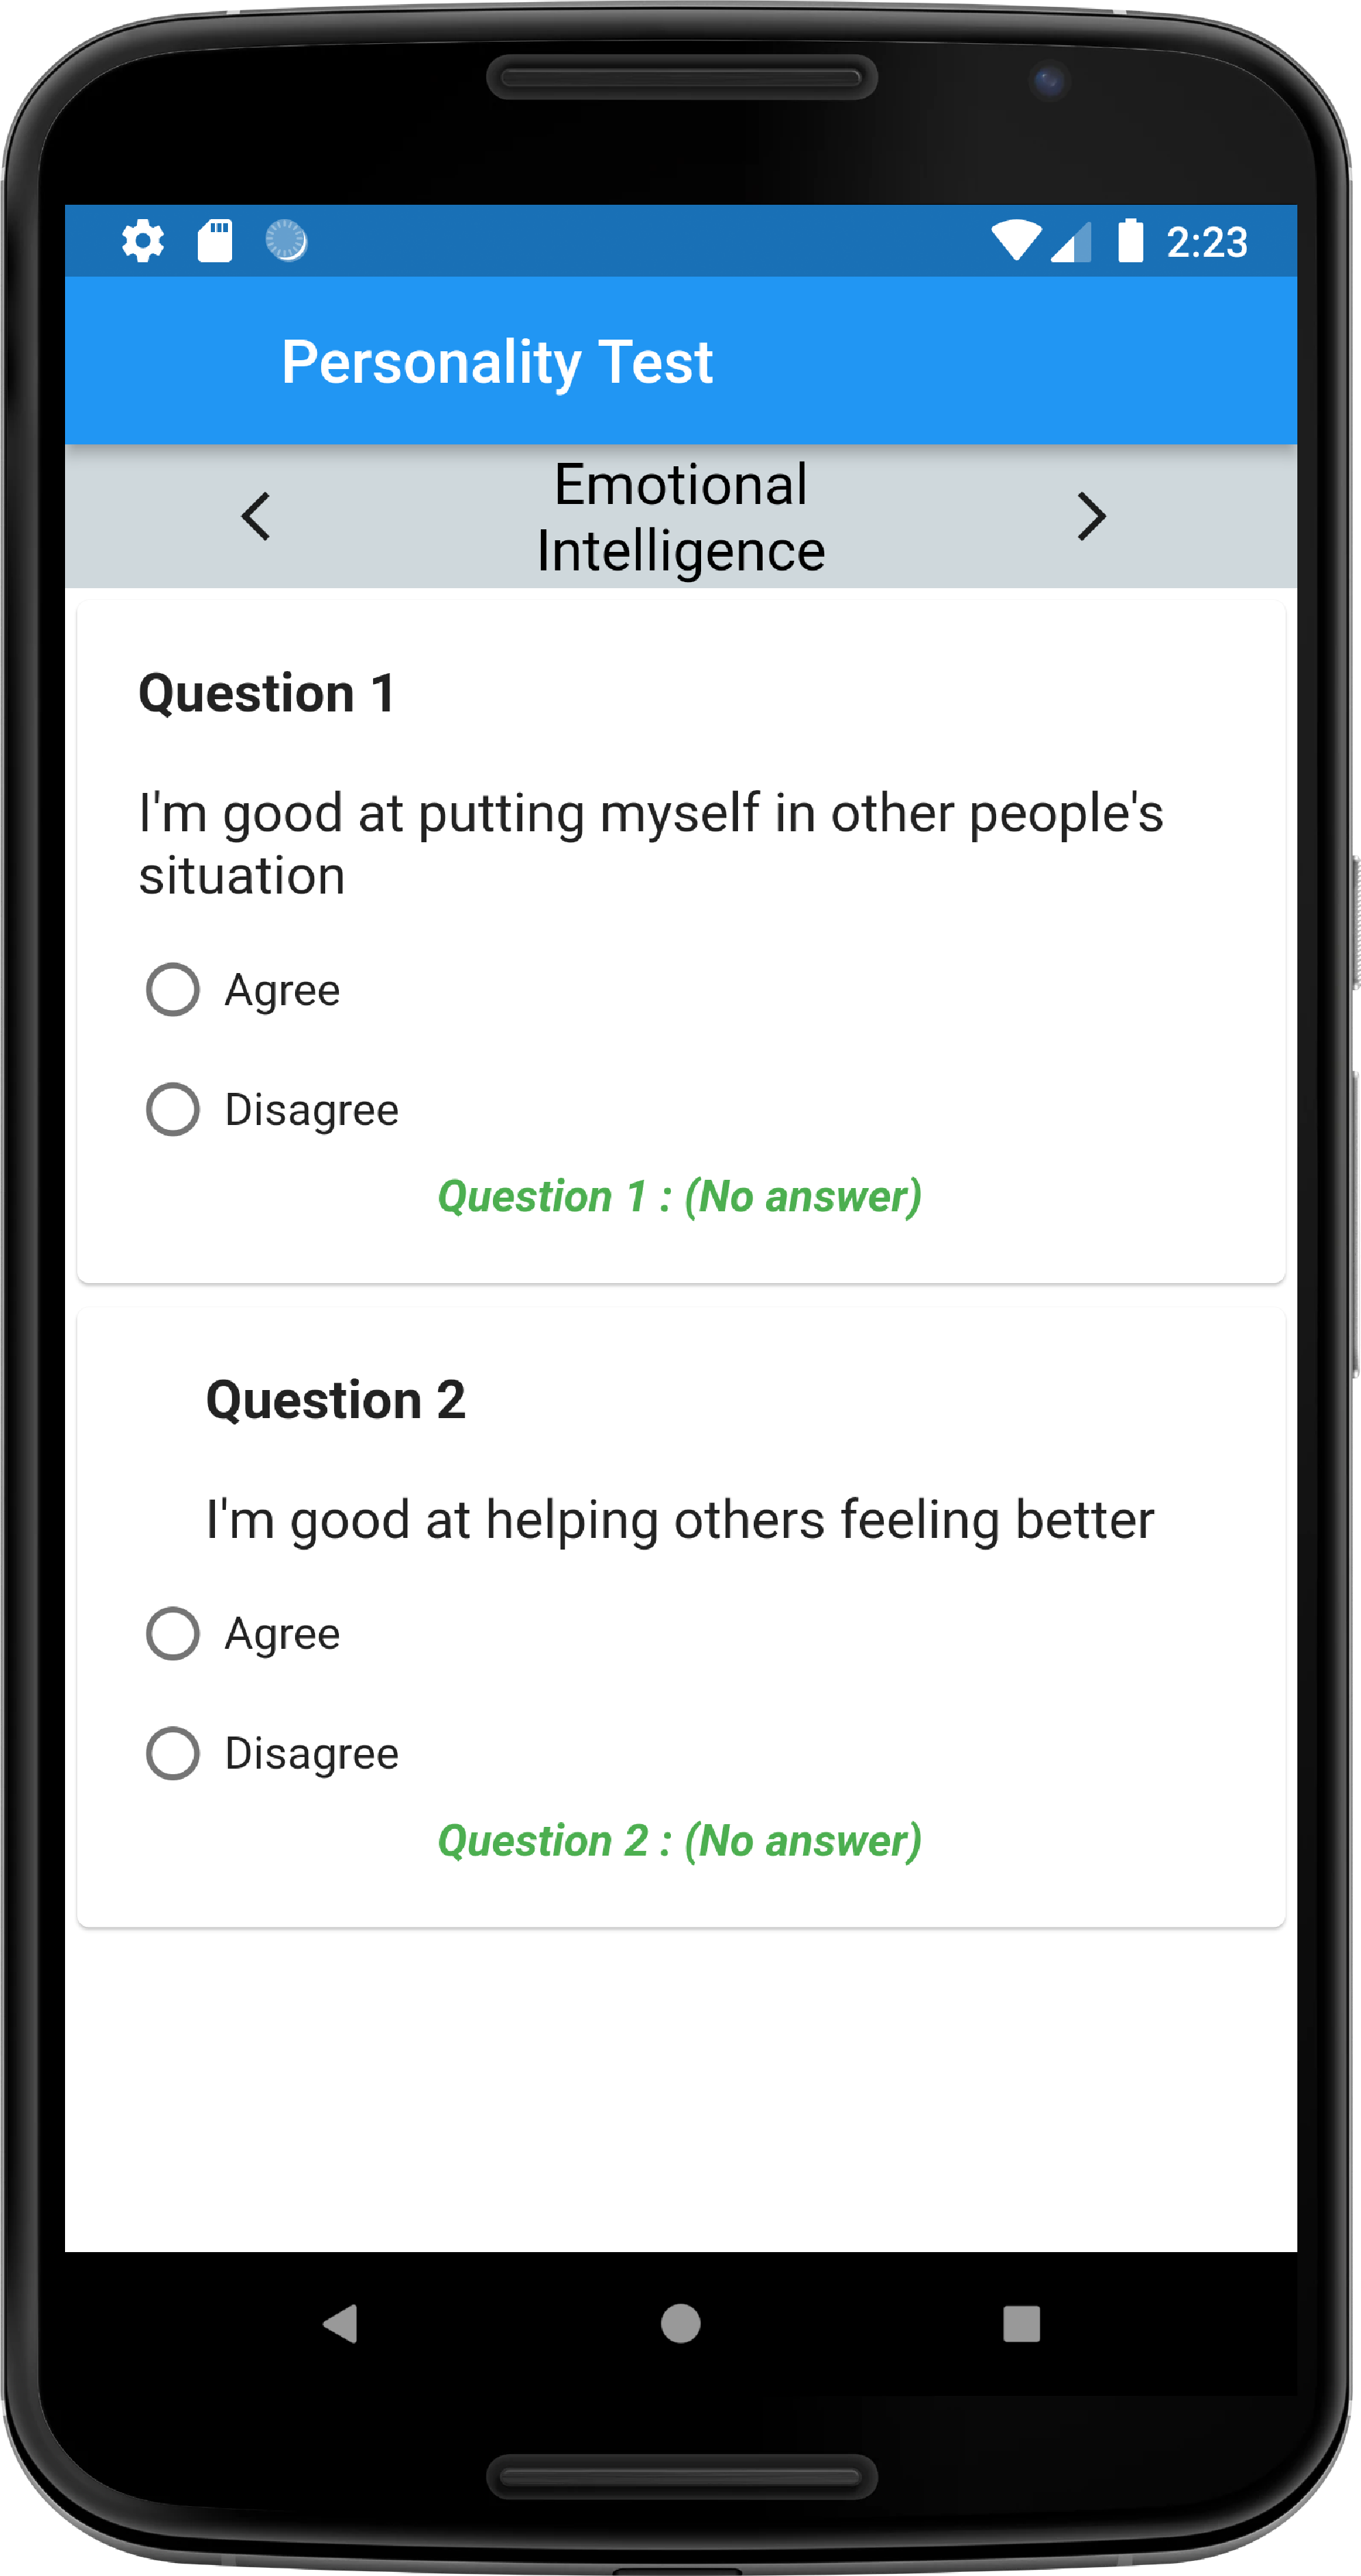 2:23
Personality Test
Emotional
Intelligence
Question 1
I'm good at putting myself in other people's
situation
Agree
Disagree
Question 1 : (No answer)
Question 2
I'm good at helping others feeling better
Agree
Disagree
Question 2 : (No answer)